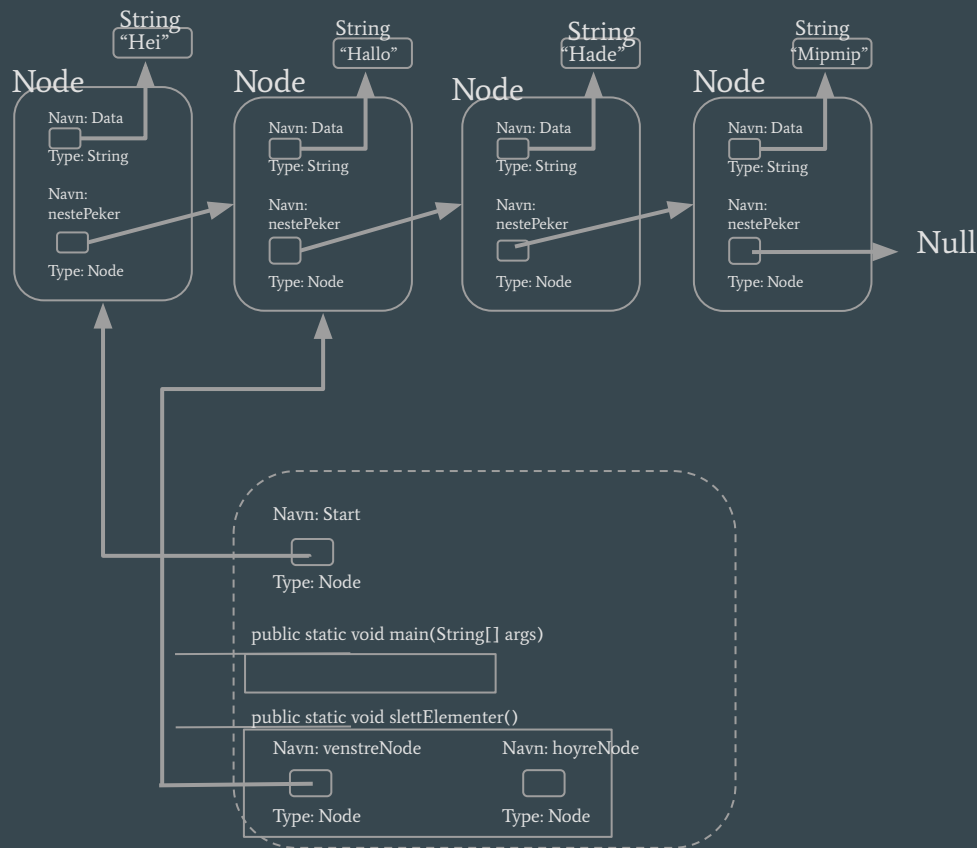 String
“Hei”
String
“Hallo”
String
“Hade”
String
“Mipmip”
Node
Navn: Data
Type: String
Navn:
nestePeker
Type: Node
Node
Navn: Data
Type: String
Navn:
nestePeker
Type: Node
Node
Navn: Data
Type: String
Navn:
nestePeker
Type: Node
Node
Navn: Data
Type: String
Navn:
nestePeker
Type: Node
Null
Navn: Start
Type: Node
public static void main(String[] args)
public static void slettElementer()
Navn: venstreNode
Type: Node
Navn: hoyreNode
Type: Node